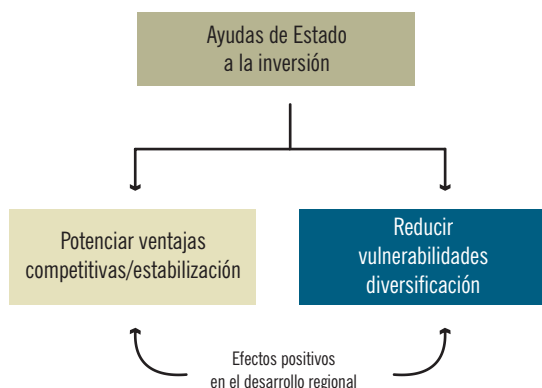 Ayudas de Estado
a la inversión
Potenciar ventajas
competitivas/estabilización
Reducir
vulnerabilidades
diversificación
Efectos positivos
en el desarrollo regional